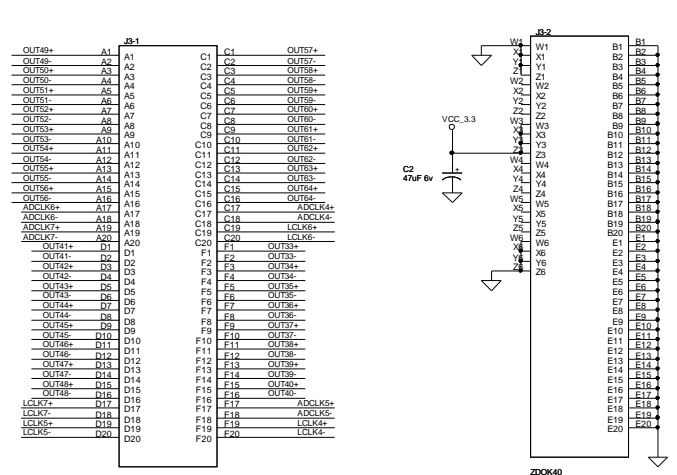 J3-1
OUT49+ A1 A1 C1 C1 OUT57+
OUT49- A2 A2 C2 C2 OUT57-
OUT50+ A3 A3 C3 C3 OUT58+
OUT50- A4 A4 C4 C4 OUT58-
OUT51+ A5 A5 C5 C5 OUT59+
OUT51- A6 A6 C6 C6 OUT59-
OUT52+ A7 A7 C7 C7 OUT60+
OUT52- A8 A8 C8 C8 OUT60-
OUT53+ A9 A9 C9 C9 OUT61+
OUT53- A10 A10 C10 C10 OUT61-
OUT54+ A11 A11 C11 C11 OUT62+
OUT54- A12 A12 C12 C12 OUT62-
OUT55+ A13 A13 C13 C13 OUT63+
OUT55- A14 A14 C14 C14 OUT63-
OUT56+ A15 A15 C15 C15 OUT64+
OUT56- A16 A16 C16 C16 OUT64-
ADCLK6+ A17 A17 C17 C17 ADCLK4+
ADCLK6- A18 A18 C18 C18 ADCLK4-
ADCLK7+ A19 A19 C19 C19 LCLK6+
ADCLK7- A20 A20 C20 C20 LCLK6-
OUT41+ D1 D1 F1 F1 OUT33+
OUT41- D2 D2 F2 F2 OUT33-
OUT42+ D3 D3 F3 F3 OUT34+
OUT42- D4 D4 F4 F4 OUT34-
OUT43+ D5 D5 F5 F5 OUT35+
OUT43- D6 D6 F6 F6 OUT35-
OUT44+ D7 D7 F7 F7 OUT36+
OUT44- D8 D8 F8 F8 OUT36-
OUT45+ D9 D9 F9 F9 OUT37+
OUT45- D10 D10 F10 F10 OUT37-
OUT46+ D11 D11 F11 F11 OUT38+
OUT46- D12 D12 F12 F12 OUT38-
OUT47+ D13 D13 F13 F13 OUT39+
OUT47- D14 D14 F14 F14 OUT39-
OUT48+ D15 D15 F15 F15 OUT40+
OUT48- D16 D16 F16 F16 OUT40-
LCLK7+ D17 D17 F17 F17 ADCLK5+
LCLK7- D18 D18 F18 F18 ADCLK5-
LCLK5+ D19 D19 F19 F19 LCLK4+
LCLK5- D20 D20 F20 F20 LCLK4-
J3-2
W1 W1 B1 B1
X1 X1 B2 B2
Y1 Y1 B3 B3
Z1 Z1 B4 B4
W2 W2 B5 B5
X2 X2 B6 B6
Y2 Y2 B7 B7
Z2 Z2 B8 B8
W3 W3 B9 B9
X3 X3 B10 B10
Y3 Y3 B11 B11
Z3 Z3 B12 B12
W4 W4 B13 B13
X4 X4 B14 B14
Y4 Y4 B15 B15
Z4 Z4 B16 B16
W5 W5 B17 B17
X5 X5 B18 B18
Y5 Y5 B19 B19
Z5 Z5 B20 B20
W6 W6 E1 E1
X6 X6 E2 E2
Y6 Y6 E3 E3
Z6 Z6 E4 E4
E5 E5
E6 E6
E7 E7
E8 E8
E9 E9
E10 E10
E11 E11
E12 E12
E13 E13
E14 E14
E15 E15
E16 E16
E17 E17
E18 E18
E19 E19
E20 E20
VCC_3.3
C2 +
47uF 6v
ZDOK40